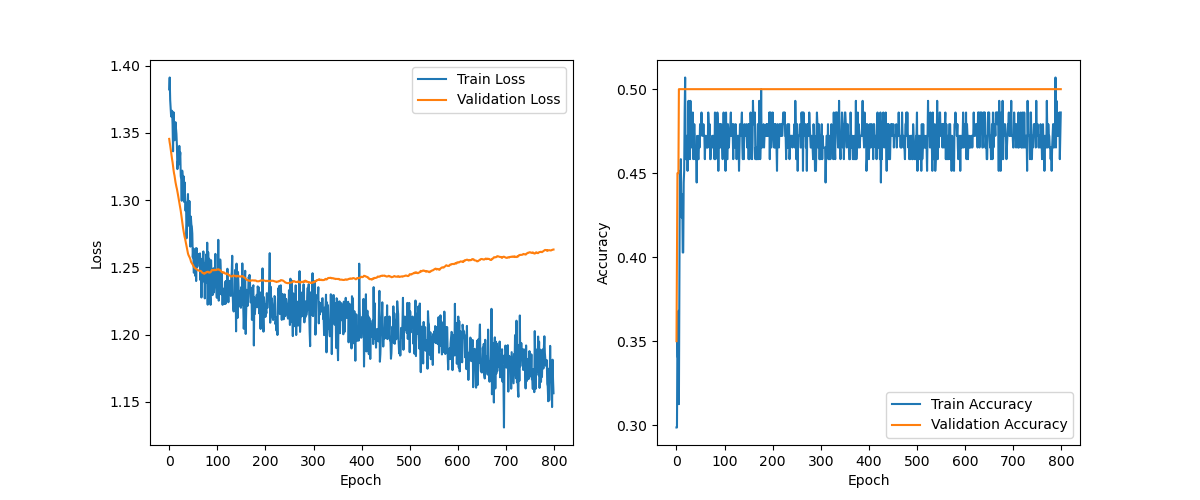 1.40
1.35
1.30
1.25
1.20
1.15
Loss
0 100 200 300 400 500 600 700 800
Epoch
Train Loss
Validation Loss
0.50
0.45
0.40
0.35
0.30
Accuracy
0 100 200 300 400 500 600 700 800
Epoch
Train Accuracy
Validation Accuracy